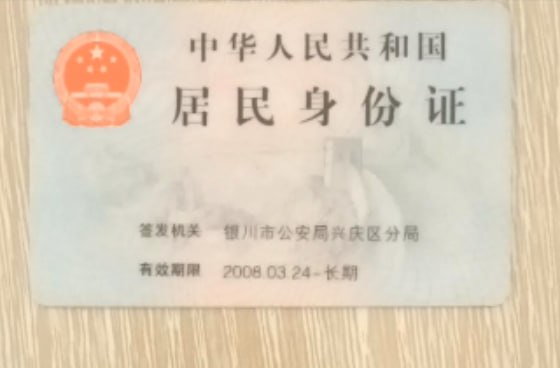 中华人民共和国
居民身份证
签发机关 银川市公安局兴庆区分局
有效期限 2008.03.24-长期